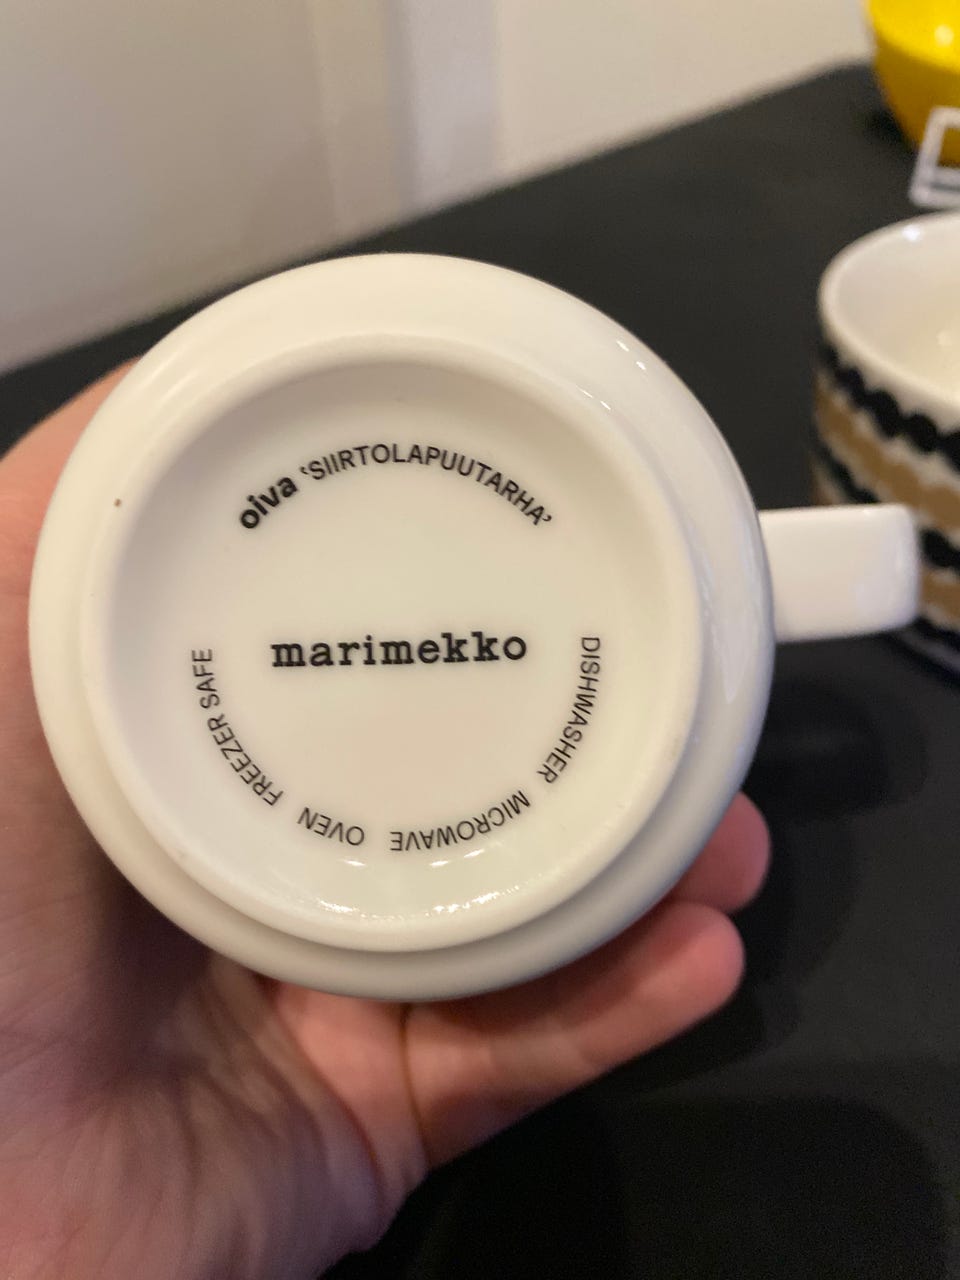 oiva ‘SIIRTOLAPUUTARHA’
marimekko
DISHWASHER MICROWAVE OVEN FREEZER SAFE